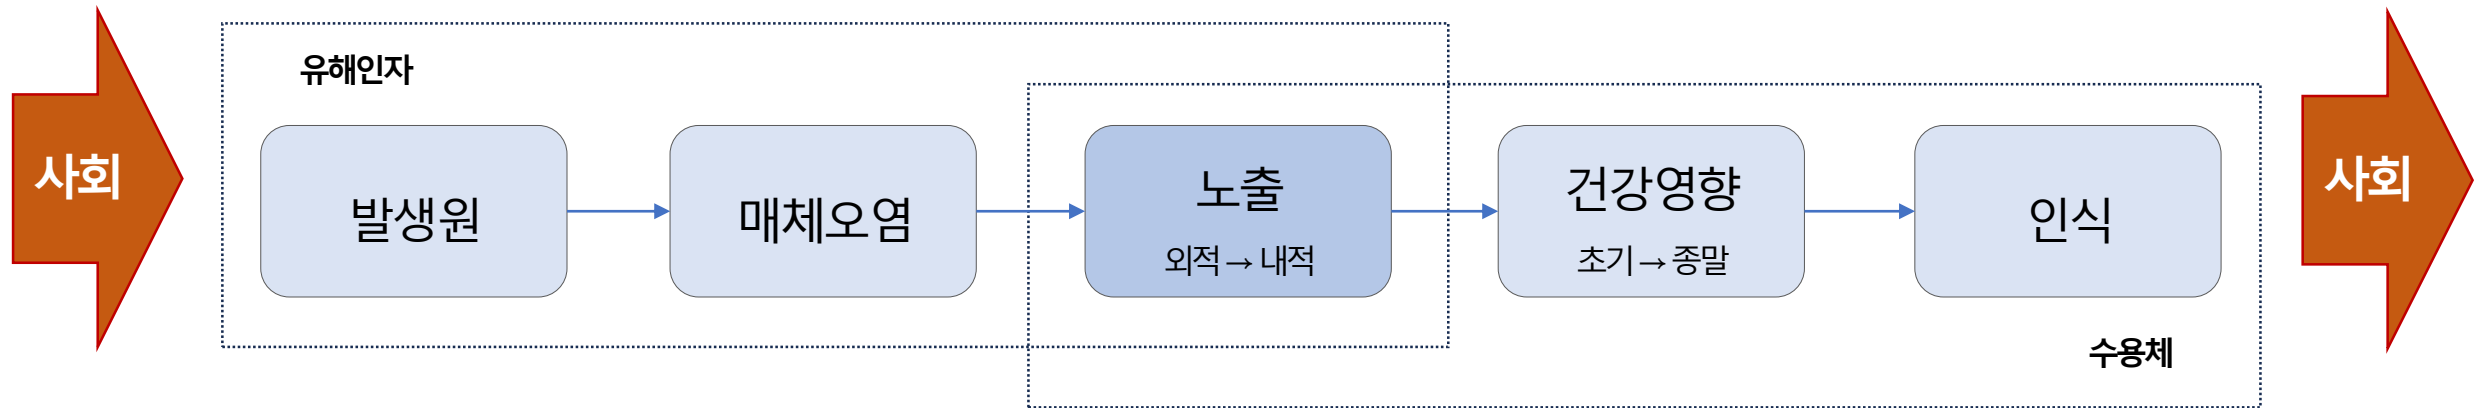 사회
유해인자
발생원
매체오염
노출
외적 → 내적
건강영향
초기 → 종말
인식
수용체
사회